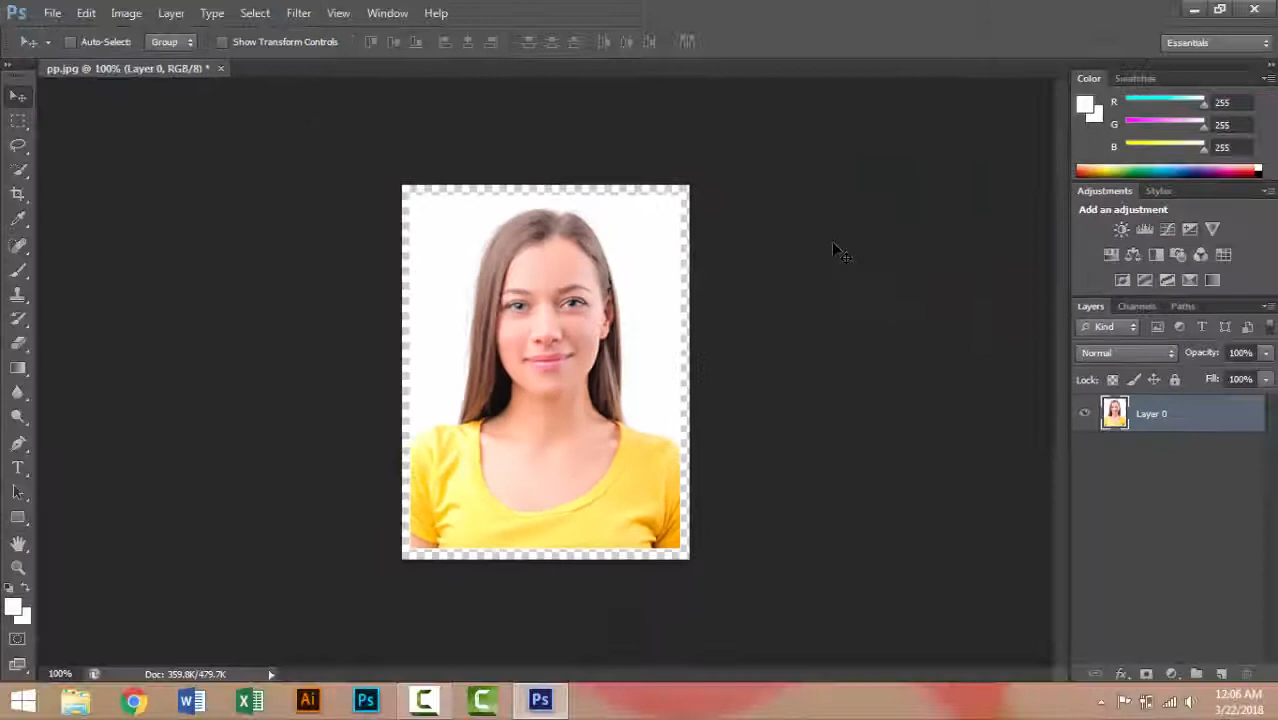 Ps File Edit Image Layer Type Select Filter View Window Help
Auto-Select: Group Show Transform Controls Essentials
pp.jpg @ 100% (Layer 0, RGB/8) * ×
Color Swatches
R 255
G 255
B 255
Adjustments Styles
Add an adjustment
Layers Channels Paths
Kind
Normal Opacity: 100%
Lock: Fill: 100%
Layer 0
100% Doc: 359.8K/479.7K
Ai Ps Ps
12:06 AM
3/22/2018